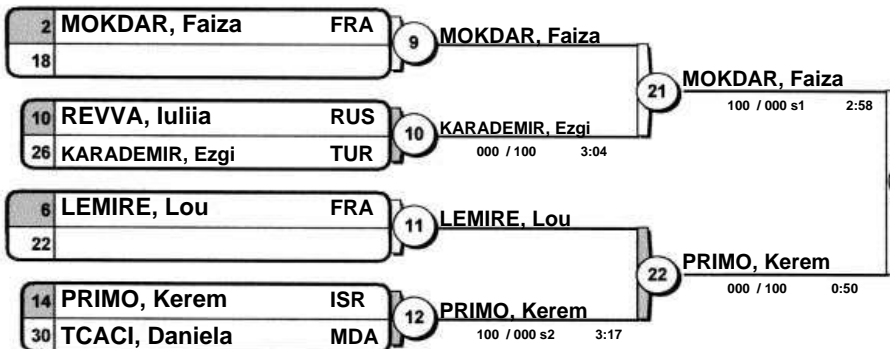 2 MOKDAR, Faiza FRA
18
9
MOKDAR, Faiza
10 REVVA, Iuliia RUS
26 KARADEMIR, Ezgi TUR
10
KARADEMIR, Ezgi
000 / 100 3:04
21
MOKDAR, Faiza
100 / 000 s1 2:58
6 LEMIRE, Lou FRA
22
11
LEMIRE, Lou
14 PRIMO, Kerem ISR
30 TCACI, Daniela MDA
12
PRIMO, Kerem
100 / 000 s2 3:17
22
PRIMO, Kerem
000 / 100 0:50